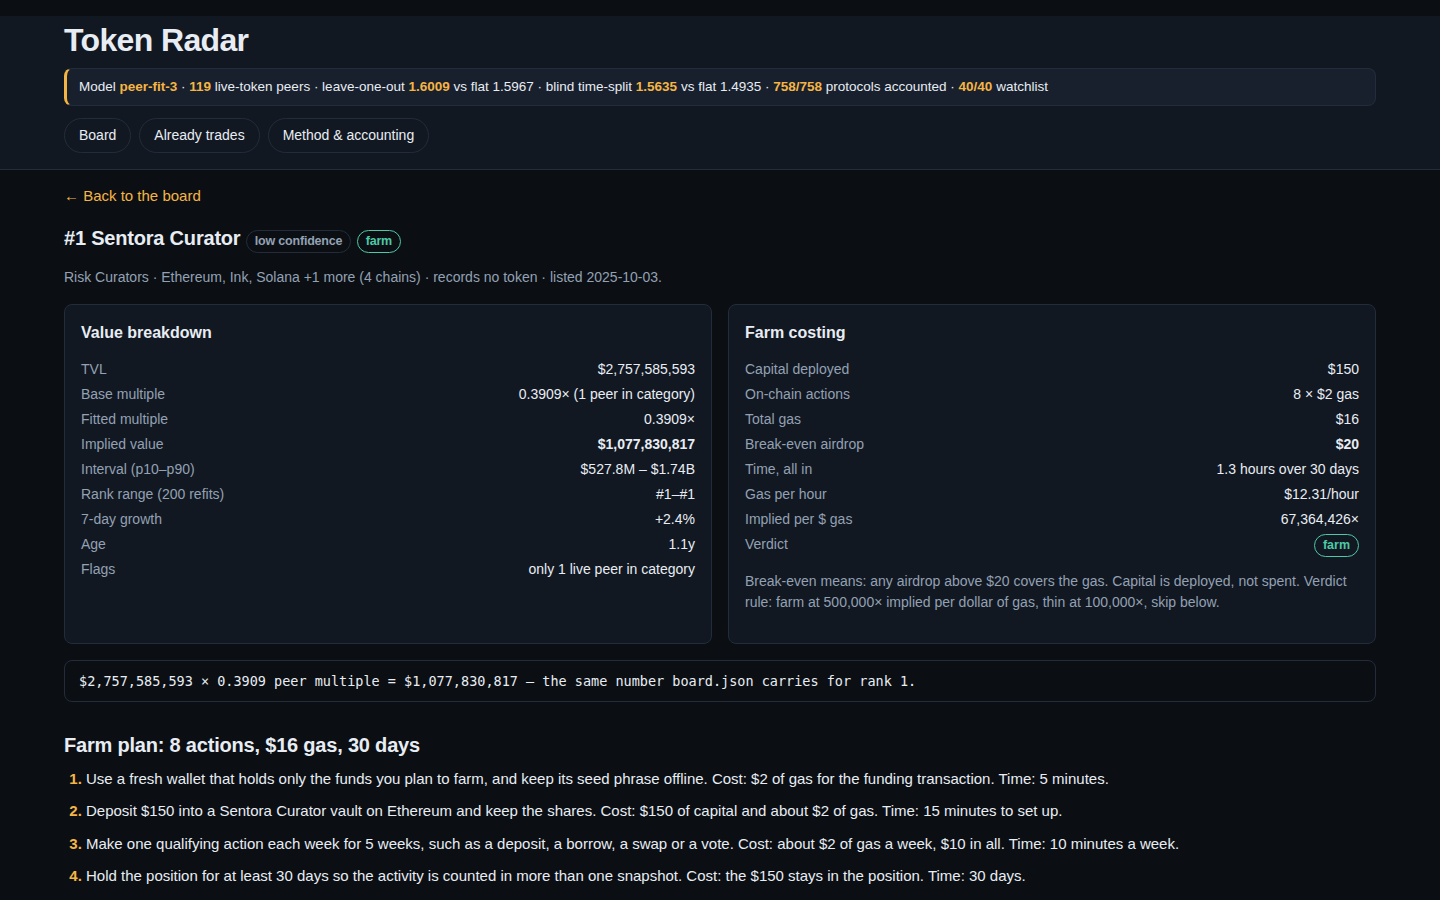 Token Radar
Model peer-fit-3 · 119 live-token peers · leave-one-out 1.6009 vs flat 1.5967 · blind time-split 1.5635 vs flat 1.4935 · 758/758 protocols accounted · 40/40 watchlist
Board
Already trades
Method & accounting
← Back to the board
#1 Sentora Curator low confidence farm
Risk Curators · Ethereum, Ink, Solana +1 more (4 chains) · records no token · listed 2025-10-03.
Value breakdown
TVL $2,757,585,593
Base multiple 0.3909× (1 peer in category)
Fitted multiple 0.3909×
Implied value $1,077,830,817
Interval (p10–p90) $527.8M – $1.74B
Rank range (200 refits) #1–#1
7-day growth +2.4%
Age 1.1y
Flags only 1 live peer in category
Farm costing
Capital deployed $150
On-chain actions 8 × $2 gas
Total gas $16
Break-even airdrop $20
Time, all in 1.3 hours over 30 days
Gas per hour $12.31/hour
Implied per $ gas 67,364,426×
Verdict farm
Break-even means: any airdrop above $20 covers the gas. Capital is deployed, not spent. Verdict
rule: farm at 500,000× implied per dollar of gas, thin at 100,000×, skip below.
$2,757,585,593 × 0.3909 peer multiple = $1,077,830,817 — the same number board.json carries for rank 1.
Farm plan: 8 actions, $16 gas, 30 days
1. Use a fresh wallet that holds only the funds you plan to farm, and keep its seed phrase offline. Cost: $2 of gas for the funding transaction. Time: 5 minutes.
2. Deposit $150 into a Sentora Curator vault on Ethereum and keep the shares. Cost: $150 of capital and about $2 of gas. Time: 15 minutes to set up.
3. Make one qualifying action each week for 5 weeks, such as a deposit, a borrow, a swap or a vote. Cost: about $2 of gas a week, $10 in all. Time: 10 minutes a week.
4. Hold the position for at least 30 days so the activity is counted in more than one snapshot. Cost: the $150 stays in the position. Time: 30 days.